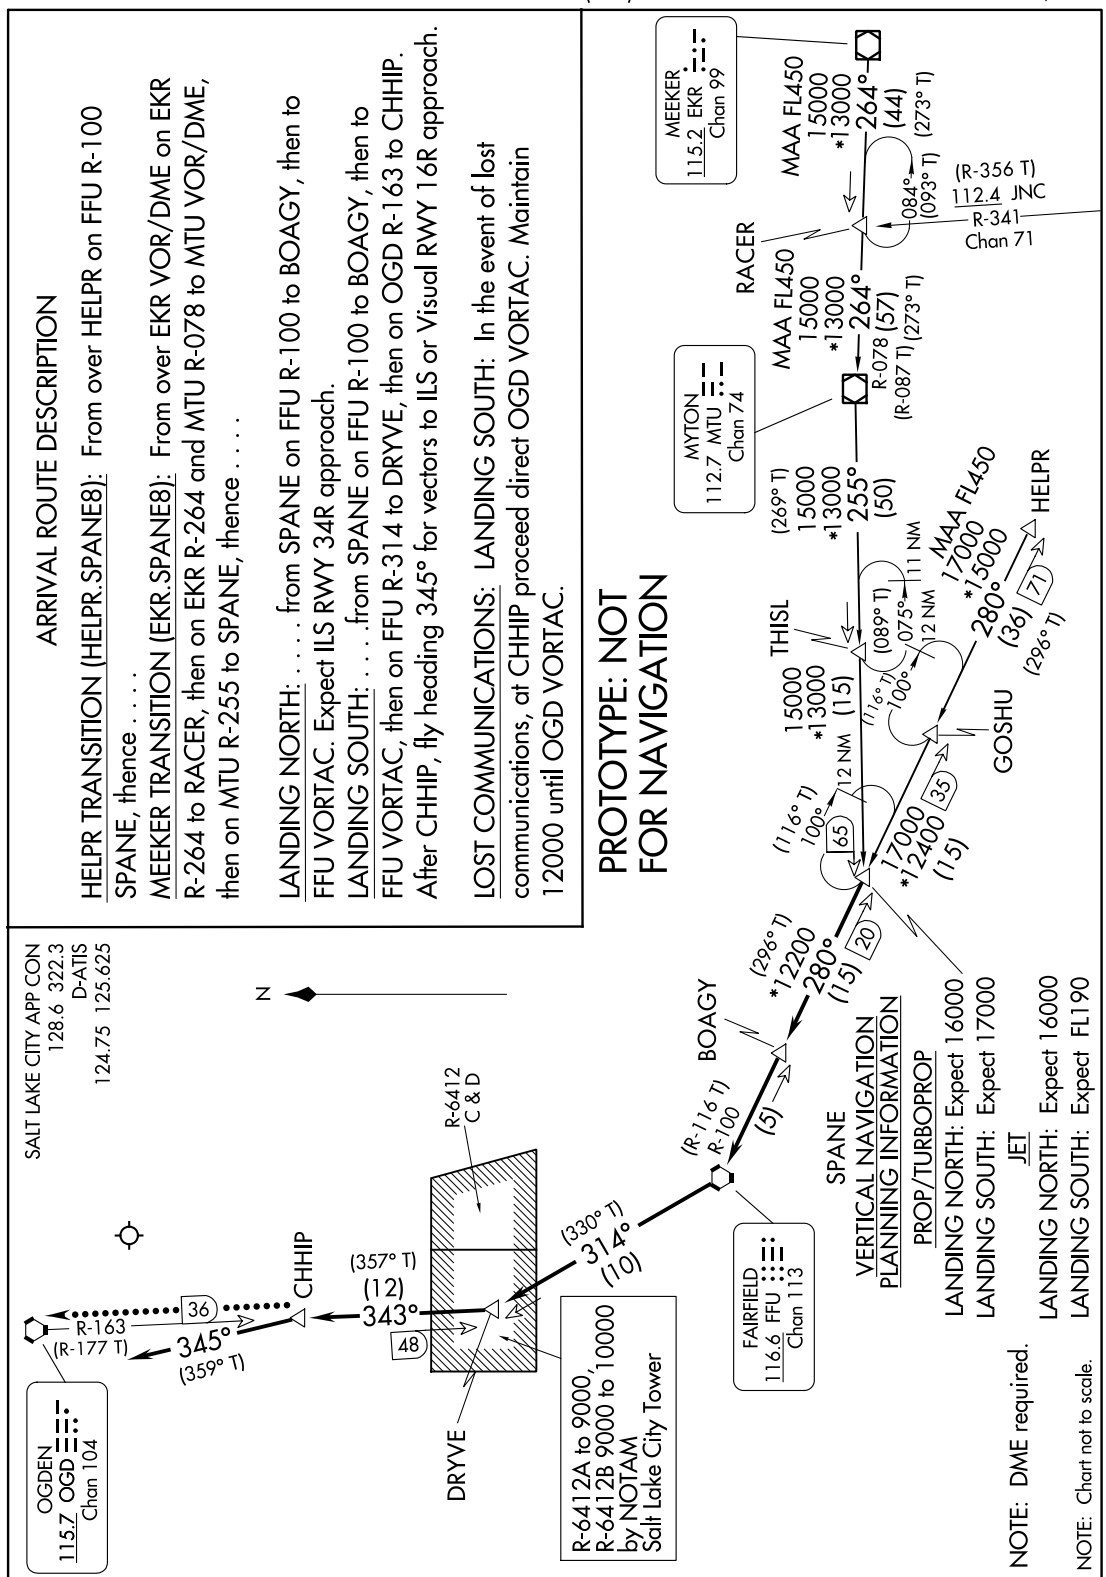 ARRIVAL ROUTE DESCRIPTION
HELPR TRANSITION (HELPR.SPANE8): From over HELPR on FFU R-100
SPANE, thence . . . . .
MEEKER TRANSITION (EKR.SPANE8): From over EKR VOR/DME on EKR
R-264 to RACER, then on EKR R-264 and MTU R-078 to MTU VOR/DME,
then on MTU R-255 to SPANE, thence . . . .
LANDING NORTH: . . . . . from SPANE on FFU R-100 to BOAGY, then to
FFU VORTAC. Expect ILS RWY 34R approach.
LANDING SOUTH: . . . .from SPANE on FFU R-100 to BOAGY, then to
FFU VORTAC, then on FFU R-314 to DRYVE, then on OGD R-163 to CHHIP.
After CHHIP, fly heading 345° for vectors to ILS or Visual RWY 16R approach.
LOST COMMUNICATIONS: LANDING SOUTH: In the event of lost
communications, at CHHIP proceed direct OGD VORTAC. Maintain
12000 until OGD VORTAC.
PROTOTYPE: NOT
FOR NAVIGATION
SALT LAKE CITY APP CON
128.6 322.3
D-ATIS
124.75 125.625
N
OGDEN
115.7 OGD
Chan 104
R-163
(R-177 T)
36
345°
(359° T)
CHHIP
(357° T)
(12)
343°
48
DRYVE
R-6412
C & D
R-6412A to 9000,
R-6412B 9000 to 10000
by NOTAM
Salt Lake City Tower
(330° T)
314°
(10)
FAIRFIELD
116.6 FFU
Chan 113
(R-116 T)
R-100
(5)
BOAGY
(296° T)
*12200
280°
(15)
20
SPANE
VERTICAL NAVIGATION
PLANNING INFORMATION
PROP/TURBOPROP
LANDING NORTH: Expect 16000
LANDING SOUTH: Expect 17000
JET
LANDING NORTH: Expect 16000
LANDING SOUTH: Expect FL190
NOTE: DME required.
NOTE: Chart not to scale.
(116° T)
100°
12 NM
65
15000
*13000
(15)
17000
*12400
(15)
35
THISL
(089° T)
075°
11 NM
(116° T)
100°
12 NM
GOSHU
MAA FL450
17000
*15000
280°
(36)
71
(296° T)
HELPR
(269° T)
15000
*13000
255°
(50)
MYTON
112.7 MTU
Chan 74
R-078
(R-087 T)
MAA FL450
15000
*13000
264°
(57)
(273° T)
RACER
084°
(093° T)
(R-356 T)
112.4 JNC
R-341
Chan 71
MAA FL450
15000
*13000
264°
(44)
(273° T)
MEEKER
115.2 EKR
Chan 99